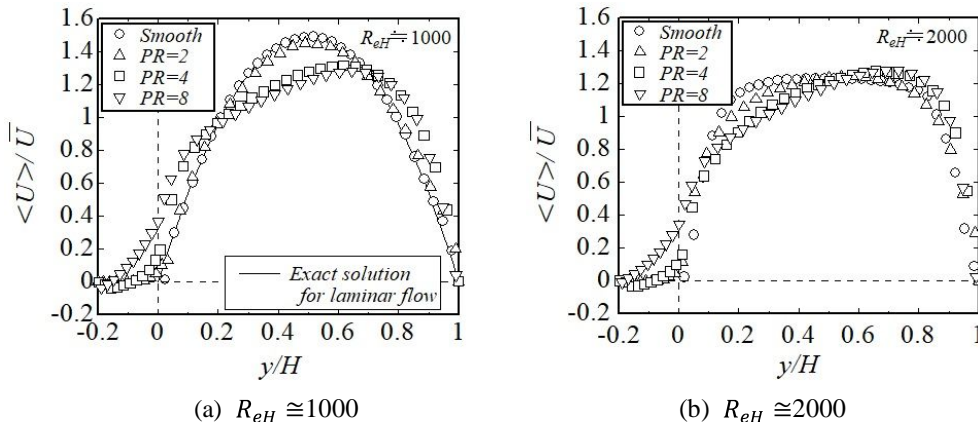 1.6
1.4
1.2
1.0
0.8
0.6
0.4
0.2
0
-0.2
<U>/U̅
Smooth
PR=2
PR=4
PR=8
R_eH≒1000
Exact solution
for laminar flow
-0.2 0 0.2 0.4 0.6 0.8 1
y/H
(a) R_eH ≅1000
1.6
1.4
1.2
1.0
0.8
0.6
0.4
0.2
0
-0.2
<U>/U̅
Smooth
PR=2
PR=4
PR=8
R_eH≒2000
-0.2 0 0.2 0.4 0.6 0.8 1
y/H
(b) R_eH ≅2000